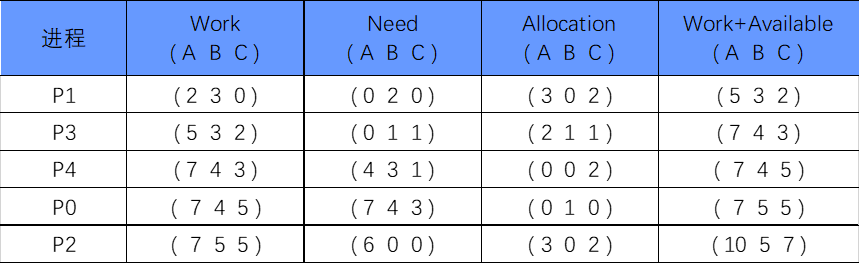 进程 Work (A B C) Need (A B C) Allocation (A B C) Work+Available (A B C)
P1 (2 3 0) (0 2 0) (3 0 2) (5 3 2)
P3 (5 3 2) (0 1 1) (2 1 1) (7 4 3)
P4 (7 4 3) (4 3 1) (0 0 2) (7 4 5)
P0 (7 4 5) (7 4 3) (0 1 0) (7 5 5)
P2 (7 5 5) (6 0 0) (3 0 2) (10 5 7)